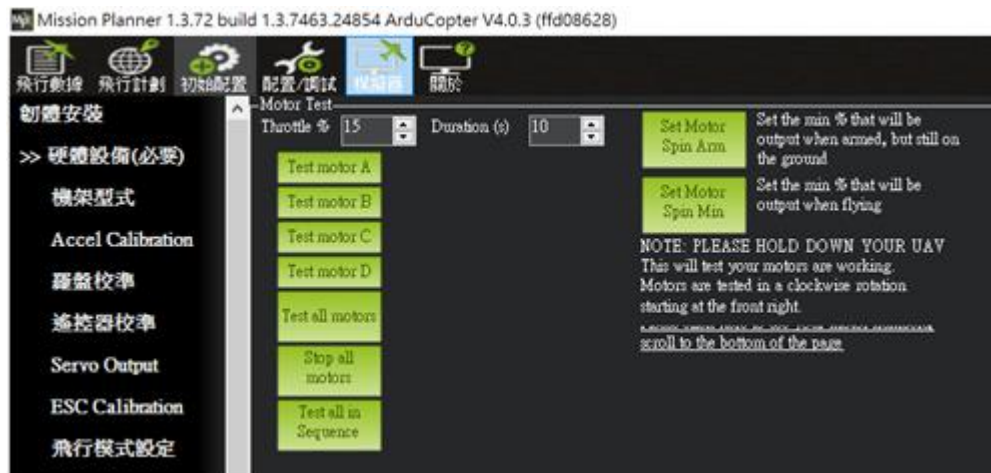 Mission Planner 1.3.72 build 1.3.7463.24854 ArduCopter V4.0.3 (ffd08628)
飛行數據 飛行計劃 初始配置 配置/調試 模擬器 關於
韌體安裝
>> 硬體設備(必要)
機架型式
Accel Calibration
羅盤校準
遙控器校準
Servo Output
ESC Calibration
飛行模式設定
Motor Test
Throttle % 15 Duration (s) 10
Test motor A
Test motor B
Test motor C
Test motor D
Test all motors
Stop all
motors
Test all in
Sequence
Set Motor
Spin Arm
Set the min % that will be
output when armed, but still on
the ground
Set Motor
Spin Min
Set the min % that will be
output when flying
NOTE: PLEASE HOLD DOWN YOUR UAV
This will test your motors are working.
Motors are tested in a clockwise rotation
starting at the front right.
scroll to the bottom of the page